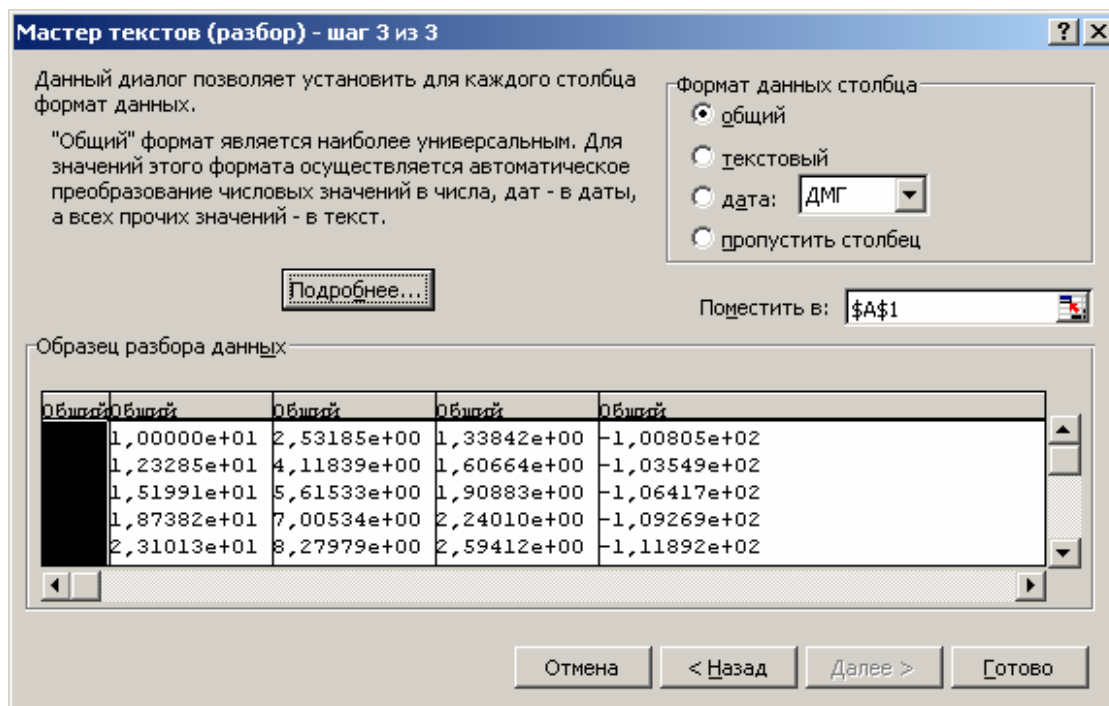 Мастер текстов (разбор) - шаг 3 из 3
Данный диалог позволяет установить для каждого столбца
формат данных.
"Общий" формат является наиболее универсальным. Для
значений этого формата осуществляется автоматическое
преобразование числовых значений в числа, дат - в даты,
а всех прочих значений - в текст.
Подробнее...
Формат данных столбца
общий
текстовый
дата: ДМГ
пропустить столбец
Поместить в: $A$1
Образец разбора данных
Общий Общий Общий Общий Общий
1,00000e+01 2,53185e+00 1,33842e+00 -1,00805e+02
1,23285e+01 4,11839e+00 1,60664e+00 -1,03549e+02
1,51991e+01 5,61533e+00 1,90883e+00 -1,06417e+02
1,87382e+01 7,00534e+00 2,24010e+00 -1,09269e+02
2,31013e+01 8,27979e+00 2,59412e+00 -1,11892e+02
Отмена < Назад Далее > Готово